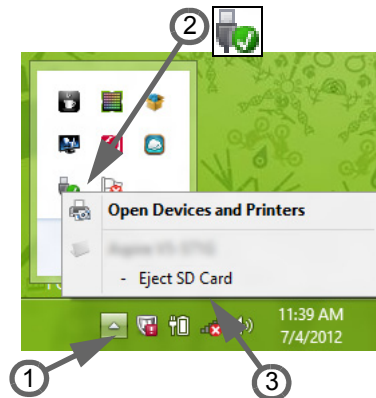 2
Open Devices and Printers
- Eject SD Card
11:39 AM
7/4/2012
1
3